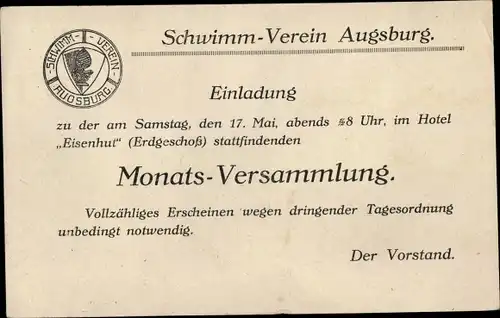 SCHWIMM-VEREIN
AUGSBURG
Schwimm-Verein Augsburg.
Einladung
zu der am Samstag, den 17. Mai, abends ½8 Uhr, im Hotel
„Eisenhut" (Erdgeschoß) stattfindenden
Monats-Versammlung.
Vollzähliges Erscheinen wegen dringender Tagesordnung
unbedingt notwendig.
Der Vorstand.